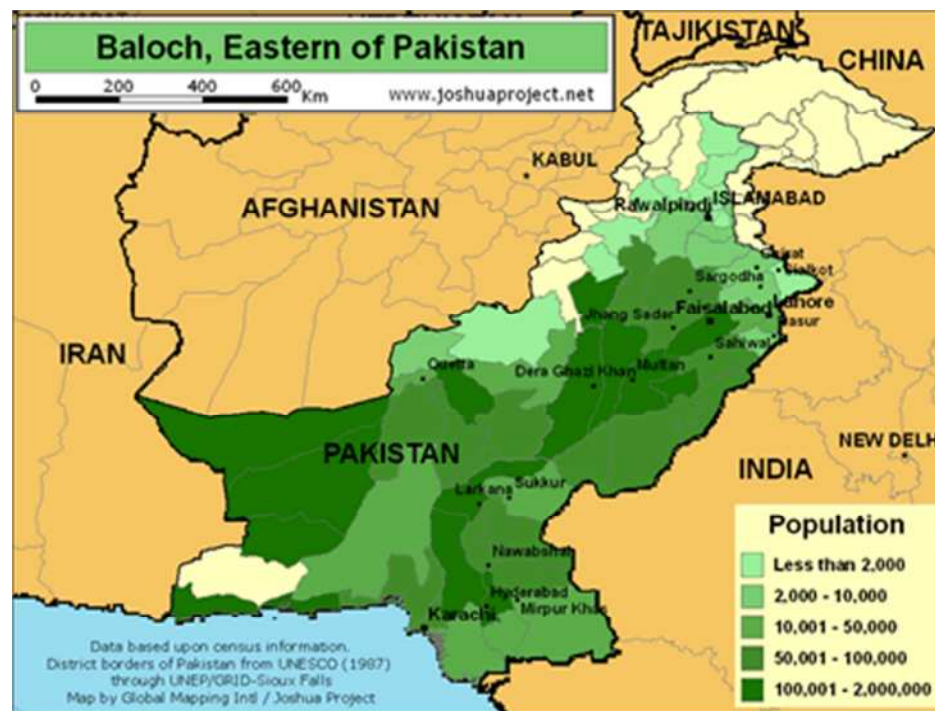 Baloch, Eastern of Pakistan
0 200 400 600 Km
www.joshuaproject.net
TAJIKISTAN
CHINA
KABUL
AFGHANISTAN
Rawalpindi
ISLAMABAD
Gujrat
Sialkot
Sargodha
Faisalabad
Lahore
Jhang Sadar
Kasur
IRAN
Sahiwal
Quetta
Dera Ghazi Khan
Multan
PAKISTAN
NEW DELH
INDIA
Larkana
Sukkur
Nawabshah
Hyderabad
Karachi
Mirpur Khas
Population
Less than 2,000
2,000 - 10,000
10,001 - 50,000
50,001 - 100,000
100,001 - 2,000,000
Data based upon census information.
District borders of Pakistan from UNESCO (1987)
through UNEP/GRID-Sioux Falls
Map by Global Mapping Intl / Joshua Project